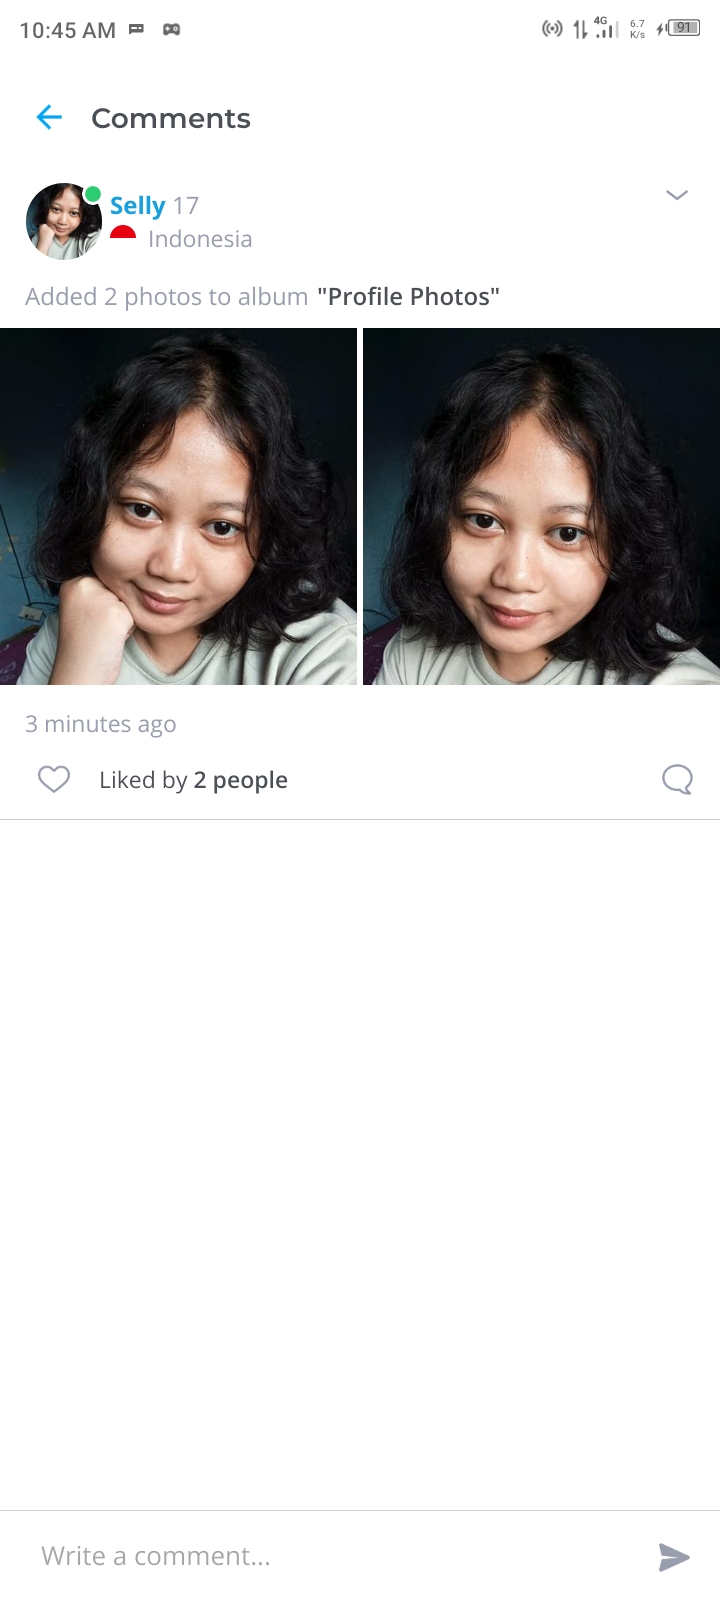 10:45 AM
4G
6.7
K/s
91
Comments
Selly 17
Indonesia
Added 2 photos to album "Profile Photos"
3 minutes ago
Liked by 2 people
Write a comment...